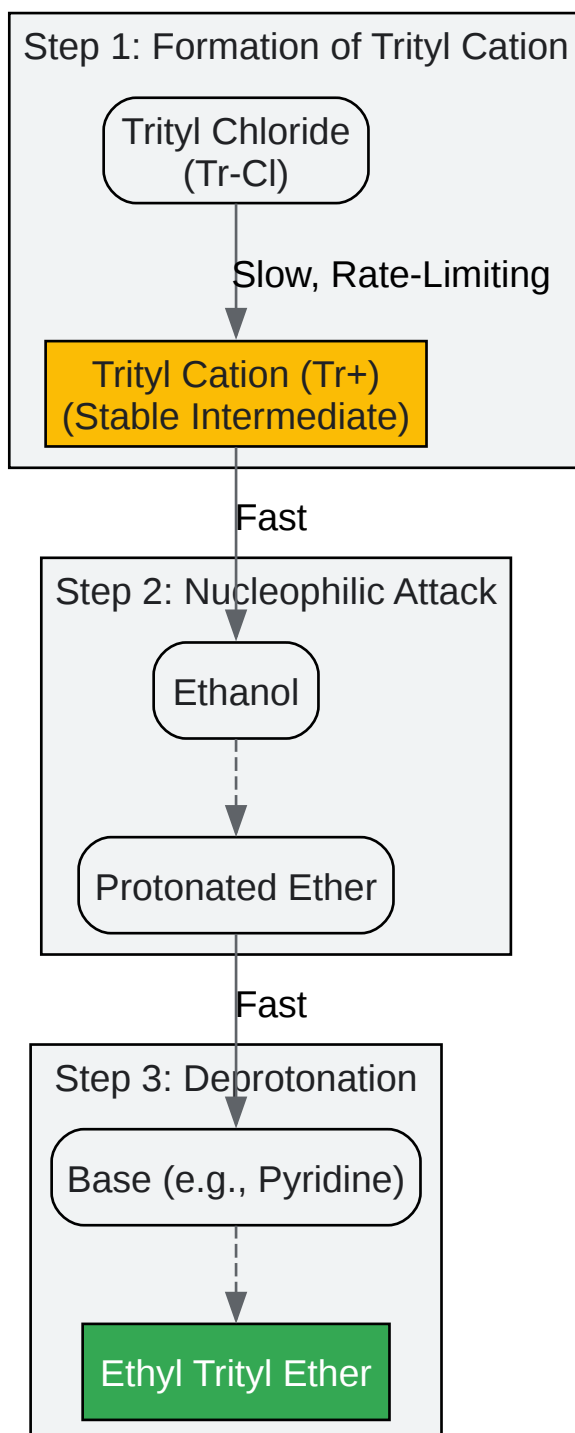 Step 1: Formation of Trityl Cation
Trityl Chloride
(Tr-Cl)
Slow, Rate-Limiting
Trityl Cation (Tr+)
(Stable Intermediate)
Fast
Step 2: Nucleophilic Attack
Ethanol
Protonated Ether
Fast
Step 3: Deprotonation
Base (e.g., Pyridine)
Ethyl Trityl Ether